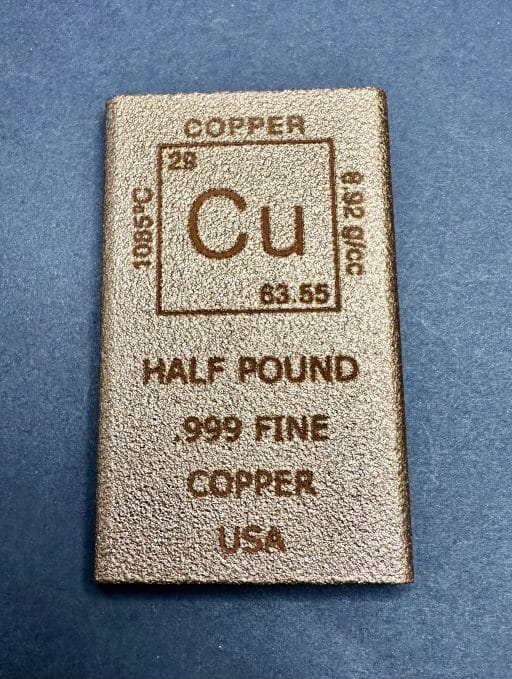 COPPER
29
1085°C
Cu
8.92 g/cc
63.55
HALF POUND
.999 FINE
COPPER
USA